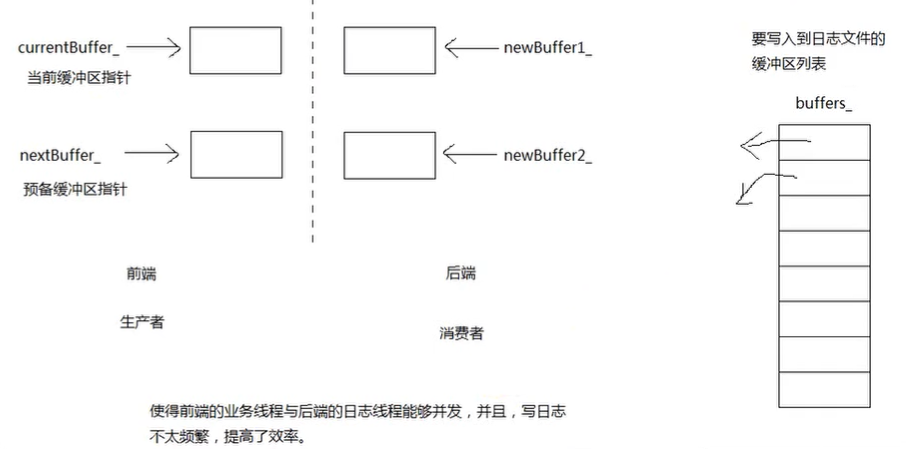 currentBuffer_
当前缓冲区指针
nextBuffer_
预备缓冲区指针
newBuffer1_
newBuffer2_
要写入到日志文件的
缓冲区列表
buffers_
前端
后端
生产者
消费者
使得前端的业务线程与后端的日志线程能够并发，并且，写日志
不太频繁，提高了效率。